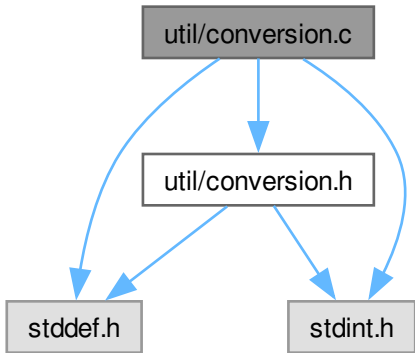 util/conversion.c
util/conversion.h
stddef.h
stdint.h